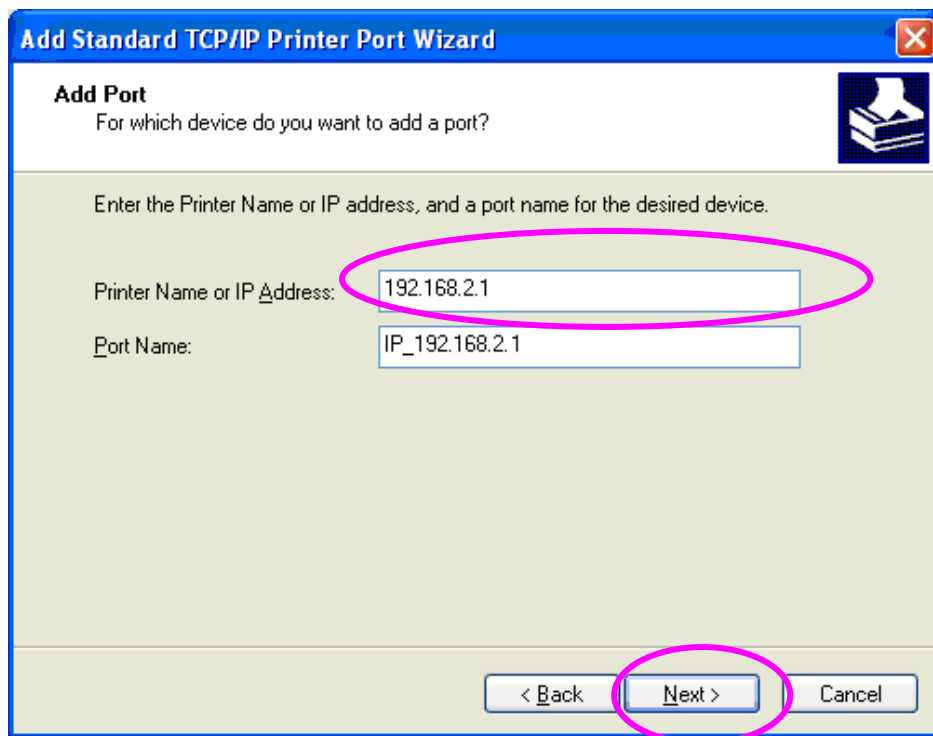 Add Standard TCP/IP Printer Port Wizard
Add Port
For which device do you want to add a port?
Enter the Printer Name or IP address, and a port name for the desired device.
Printer Name or IP Address: 192.168.2.1
Port Name: IP_192.168.2.1
< Back Next > Cancel